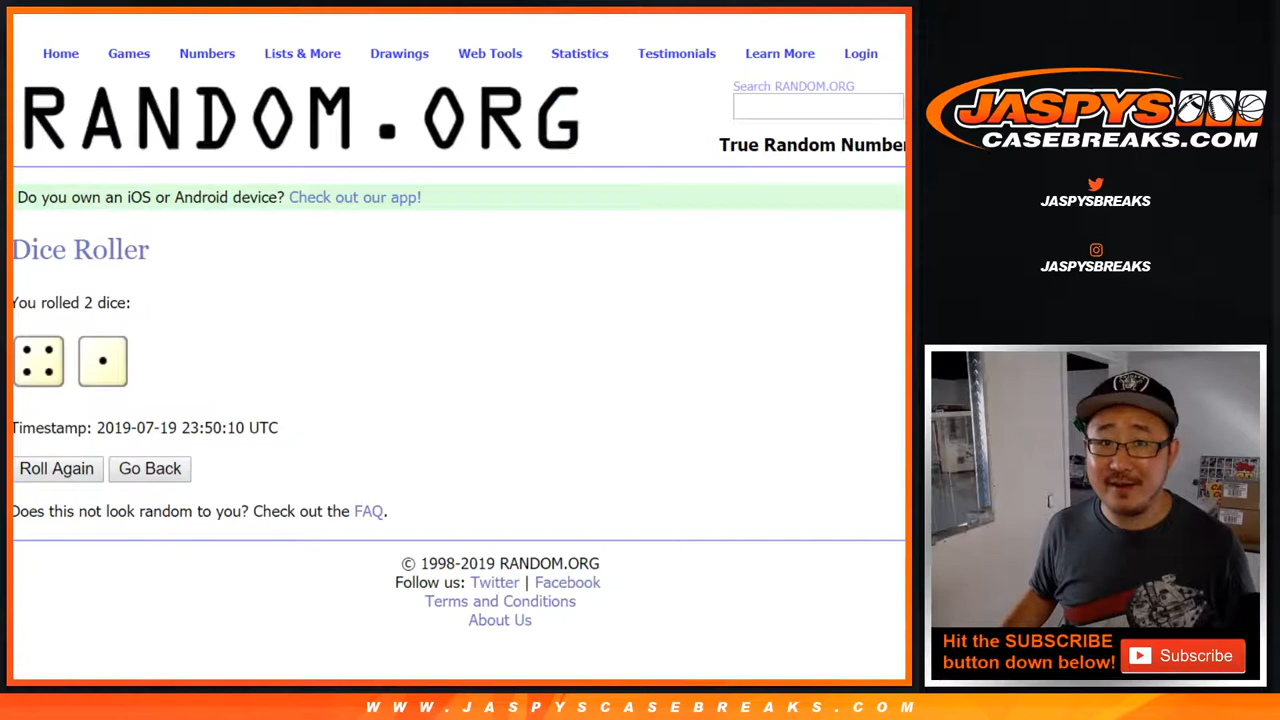 Home Games Numbers Lists & More Drawings Web Tools Statistics Testimonials Learn More Login
RANDOM.ORG
Search RANDOM.ORG
True Random Number
Do you own an iOS or Android device? Check out our app!
Dice Roller
You rolled 2 dice:
Timestamp: 2019-07-19 23:50:10 UTC
Roll Again Go Back
Does this not look random to you? Check out the FAQ.
© 1998-2019 RANDOM.ORG
Follow us: Twitter | Facebook
Terms and Conditions
About Us
JASPYS
CASEBREAKS.COM
JASPYSBREAKS
JASPYSBREAKS
Hit the SUBSCRIBE
button down below!
Subscribe
WWW.JASPYSCASEBREAKS.COM